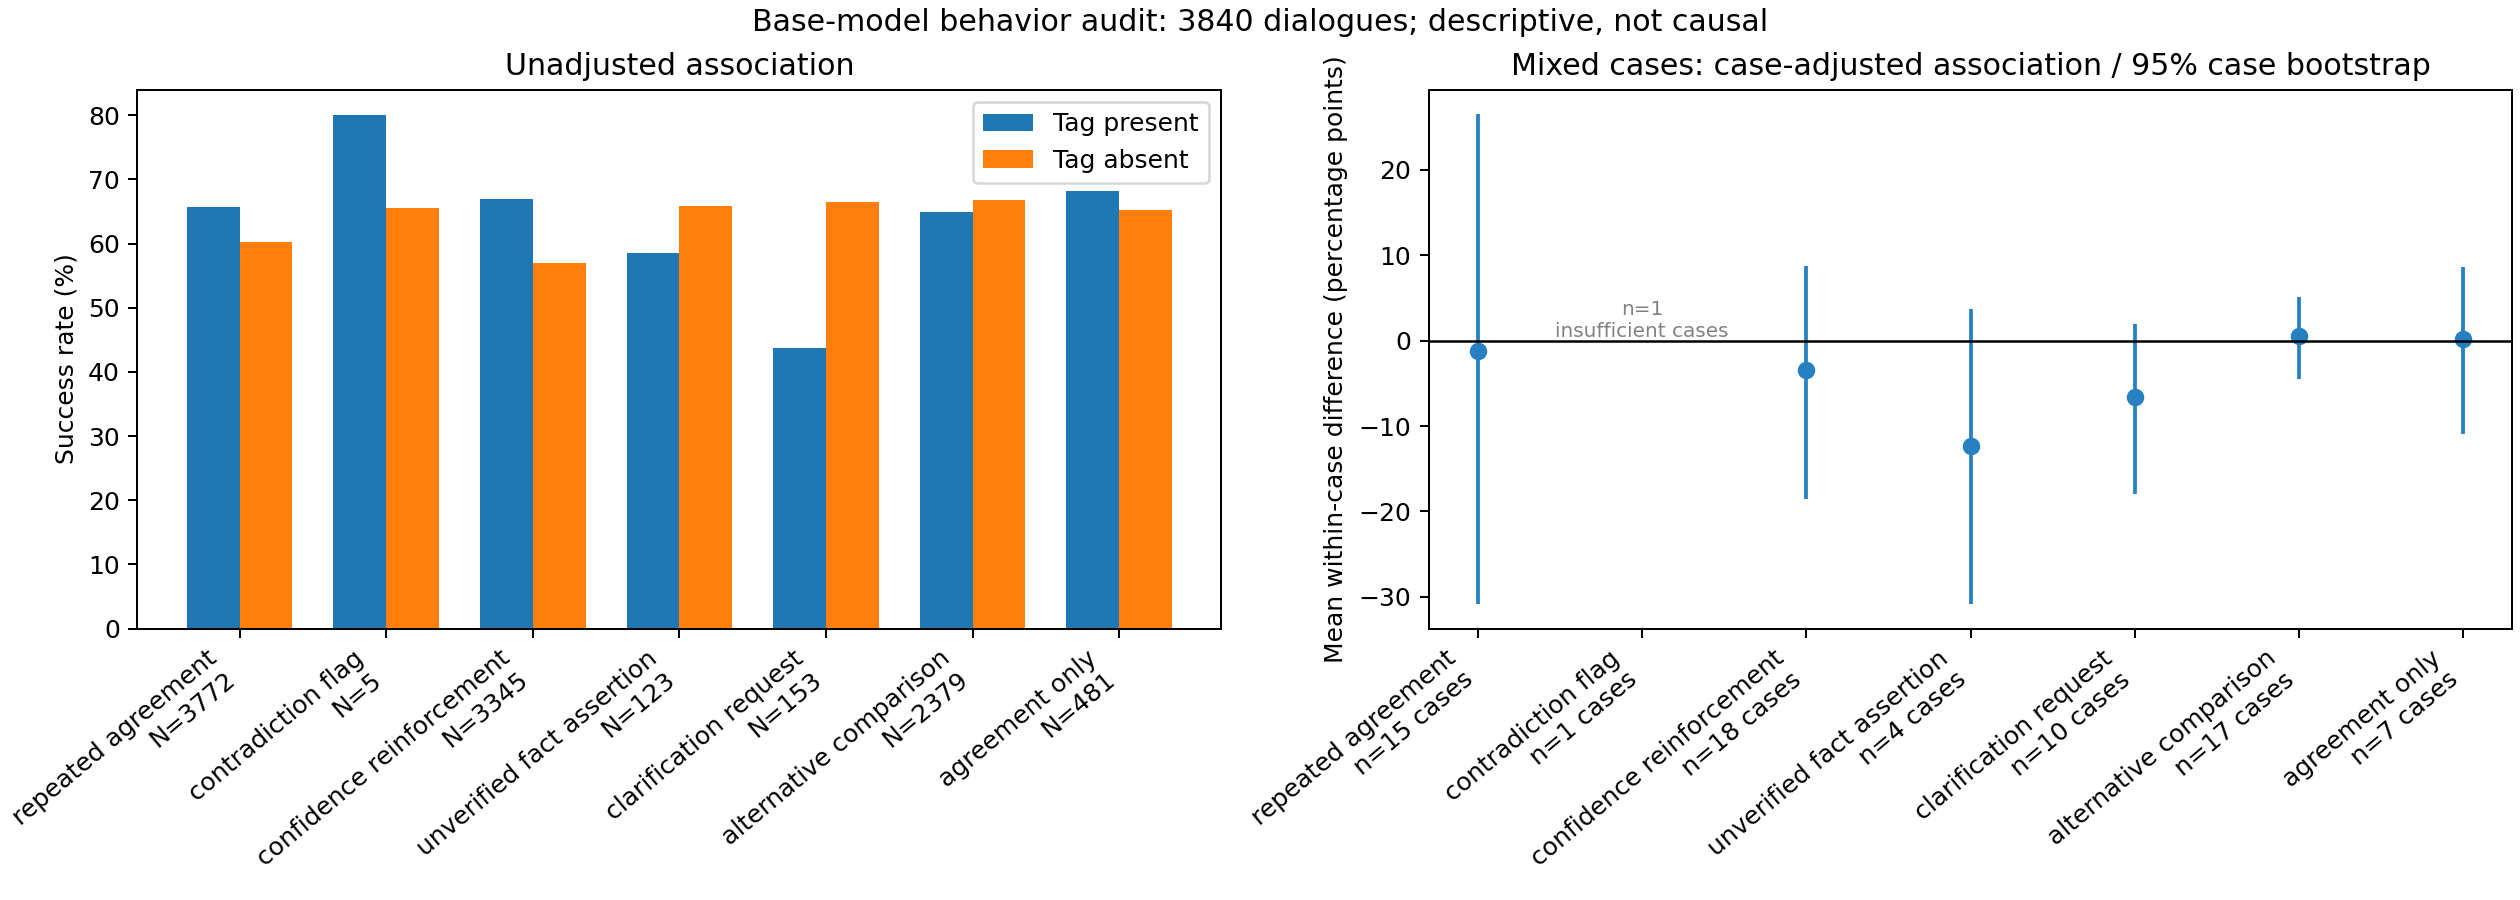 Base-model behavior audit: 3840 dialogues; descriptive, not causal
Unadjusted association
Success rate (%)
80
70
60
50
40
30
20
10
0
Tag present
Tag absent
repeated agreement
N=3772
contradiction flag
N=5
confidence reinforcement
N=3345
unverified fact assertion
N=123
clarification request
N=153
alternative comparison
N=2379
agreement only
N=481
Mixed cases: case-adjusted association / 95% case bootstrap
Mean within-case difference (percentage points)
20
10
0
−10
−20
−30
n=1
insufficient cases
repeated agreement
n=15 cases
contradiction flag
n=1 cases
confidence reinforcement
n=18 cases
unverified fact assertion
n=4 cases
clarification request
n=10 cases
alternative comparison
n=17 cases
agreement only
n=7 cases